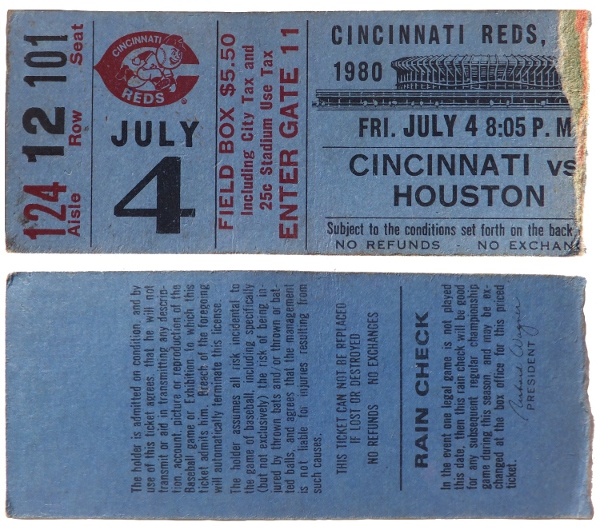 124 12 101
Aisle Row Seat
CINCINNATI
REDS
JULY
4
FIELD BOX $5.50
Including City Tax and
25c Stadium Use Tax
ENTER GATE 11
CINCINNATI REDS,
1980
FRI. JULY 4 8:05 P. M
CINCINNATI vs
HOUSTON
Subject to the conditions set forth on the back
NO REFUNDS - NO EXCHANG
The holder is admitted on condition, and by
use of this ticket agrees, that he will not
transmit or aid in transmitting any descrip-
tion, account, picture or reproduction of the
Baseball game or Exhibition to which this
ticket admits him. Breach of the foregoing
will automatically terminate this license.
The holder assumes all risk incidental to
the game of baseball, including specifically
(but not exclusively) the risk of being in-
jured by thrown bats and/or thrown or bat-
ted balls, and agrees that the management
is not liable for injuries resulting from
such causes.
THIS TICKET CAN NOT BE REPLACED
IF LOST OR DESTROYED
NO REFUNDS NO EXCHANGES
RAIN CHECK
In the event one legal game is not played
this date, then this rain check will be good
for any subsequent regular championship
game during this season, and may be ex-
changed at the box office for this priced
ticket.
Richard Wagner
PRESIDENT